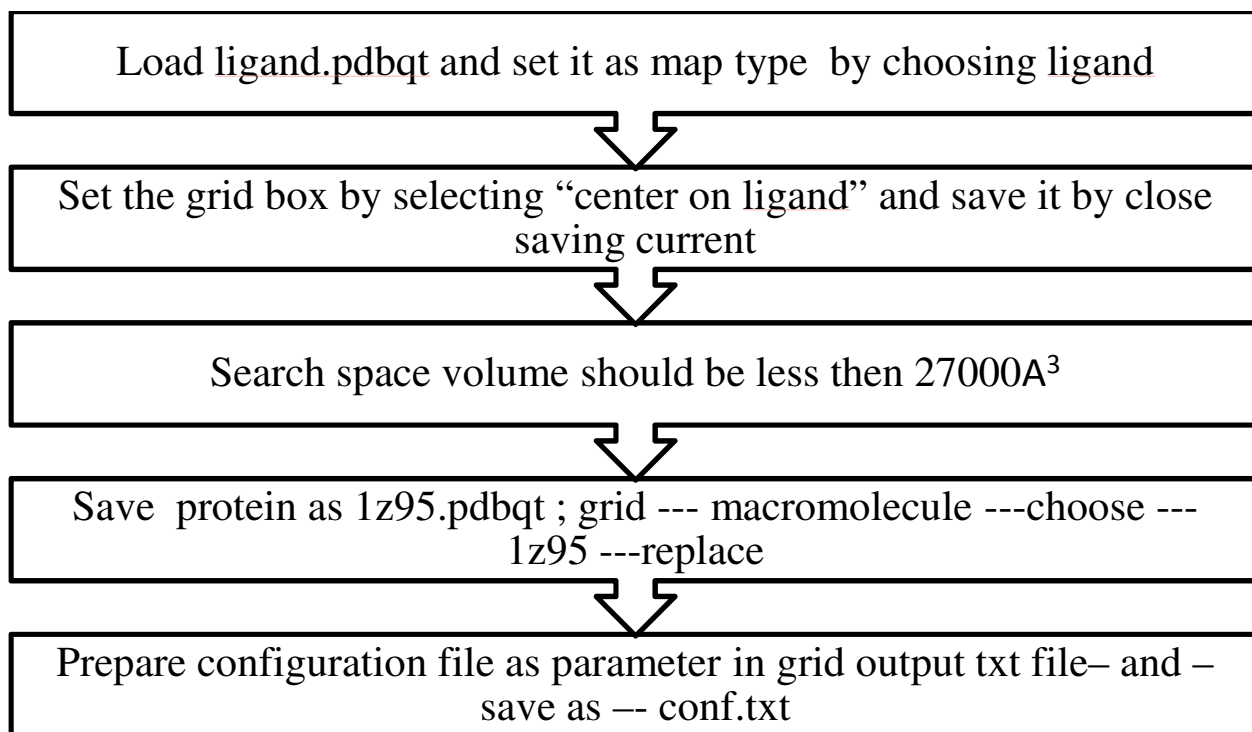 Load ligand.pdbqt and set it as map type by choosing ligand
Set the grid box by selecting “center on ligand” and save it by close
saving current
Search space volume should be less then 27000A³
Save protein as 1z95.pdbqt ; grid --- macromolecule ---choose ---
1z95 ---replace
Prepare configuration file as parameter in grid output txt file– and –
save as –- conf.txt